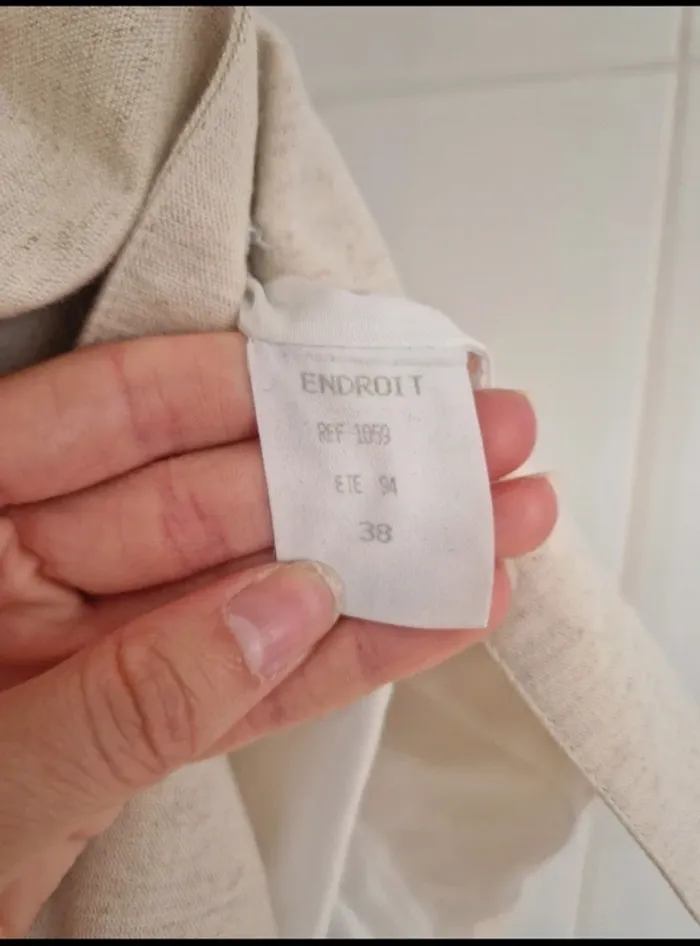 ENDROIT
REF 1059
ETE 94
38